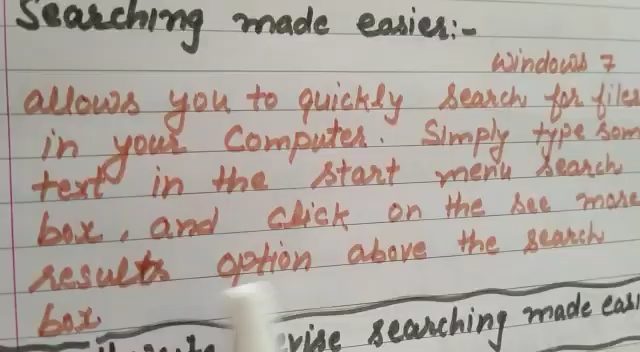 Searching made easier:-
Windows 7
allows you to quickly search for files
in your Computer. Simply type som
text in the start menu search
box, and click on the see more
results option above the search
box
rise searching made easi